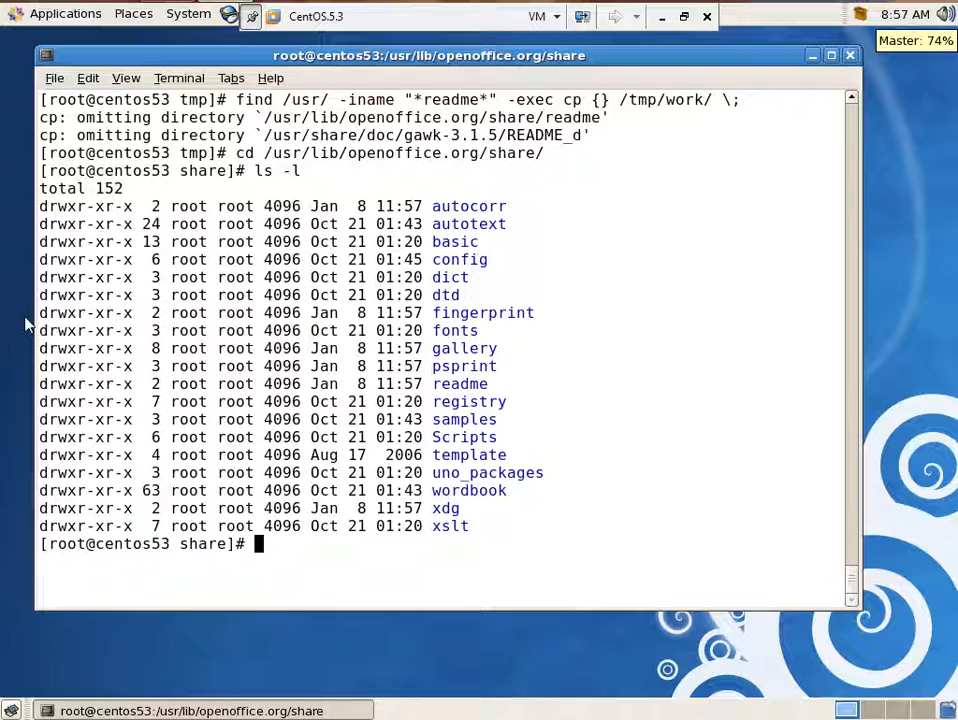 Applications Places System CentOS.5.3 VM 8:57 AM
Master: 74%
root@centos53:/usr/lib/openoffice.org/share
File Edit View Terminal Tabs Help
[root@centos53 tmp]# find /usr/ -iname "*readme*" -exec cp {} /tmp/work/ \;
cp: omitting directory `/usr/lib/openoffice.org/share/readme'
cp: omitting directory `/usr/share/doc/gawk-3.1.5/README_d'
[root@centos53 tmp]# cd /usr/lib/openoffice.org/share/
[root@centos53 share]# ls -l
total 152
drwxr-xr-x  2 root root 4096 Jan  8 11:57 autocorr
drwxr-xr-x 24 root root 4096 Oct 21 01:43 autotext
drwxr-xr-x 13 root root 4096 Oct 21 01:20 basic
drwxr-xr-x  6 root root 4096 Oct 21 01:45 config
drwxr-xr-x  3 root root 4096 Oct 21 01:20 dict
drwxr-xr-x  3 root root 4096 Oct 21 01:20 dtd
drwxr-xr-x  2 root root 4096 Jan  8 11:57 fingerprint
drwxr-xr-x  3 root root 4096 Oct 21 01:20 fonts
drwxr-xr-x  8 root root 4096 Jan  8 11:57 gallery
drwxr-xr-x  3 root root 4096 Jan  8 11:57 psprint
drwxr-xr-x  2 root root 4096 Jan  8 11:57 readme
drwxr-xr-x  7 root root 4096 Oct 21 01:20 registry
drwxr-xr-x  3 root root 4096 Oct 21 01:43 samples
drwxr-xr-x  6 root root 4096 Oct 21 01:20 Scripts
drwxr-xr-x  4 root root 4096 Aug 17  2006 template
drwxr-xr-x  3 root root 4096 Oct 21 01:20 uno_packages
drwxr-xr-x 63 root root 4096 Oct 21 01:43 wordbook
drwxr-xr-x  2 root root 4096 Jan  8 11:57 xdg
drwxr-xr-x  7 root root 4096 Oct 21 01:20 xslt
[root@centos53 share]#
root@centos53:/usr/lib/openoffice.org/share